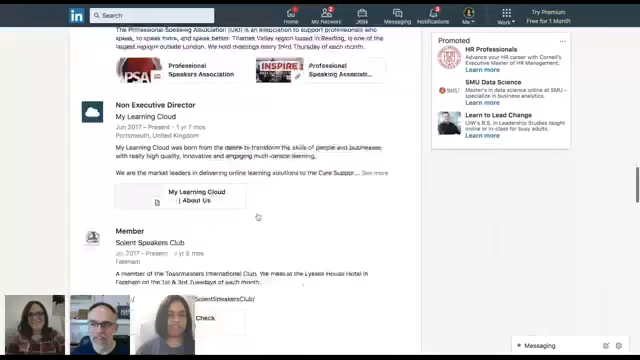 in
Search
Home
My Network
Jobs
Messaging
Notifications
Me
Work
Try Premium
Free for 1 Month
The Professional Speaking Association (UKI) is an association to support professionals who
speak, to speak more, and speak better. Thames Valley region based in Reading, is one of the
largest regions outside London. We hold meetings every third Thursday of each month.
PSA
Professional
Speakers Association
INSPIRE
Professional
Speaking Associati...
Non Executive Director
My Learning Cloud
Jun 2017 – Present · 1 yr 7 mos
Portsmouth, United Kingdom
My Learning Cloud was born from the desire to transform the skills of people and businesses
with really high quality, innovative and engaging multi-device learning.
We are the market leaders in delivering online learning solutions to the Care Suppor... See more
My Learning Cloud
| About Us
Member
Solent Speakers Club
2017 – Present
Fareham
A member of the Toastmasters International Club. We meet at the Lysses House Hotel in
Fareham on the 1st & 3rd Tuesdays of each month.
SolentSpeakersClub/
Check
Promoted
HR Professionals
Advance your HR career with Cornell's
Executive Master of HR Management.
Learn more
SMU Data Science
Master's in data science online at SMU –
specialize in business analytics.
Learn more
Learn to Lead Change
UIW's B.S. in Leadership Studies taught
online or in-class for busy adults.
Learn more
Messaging